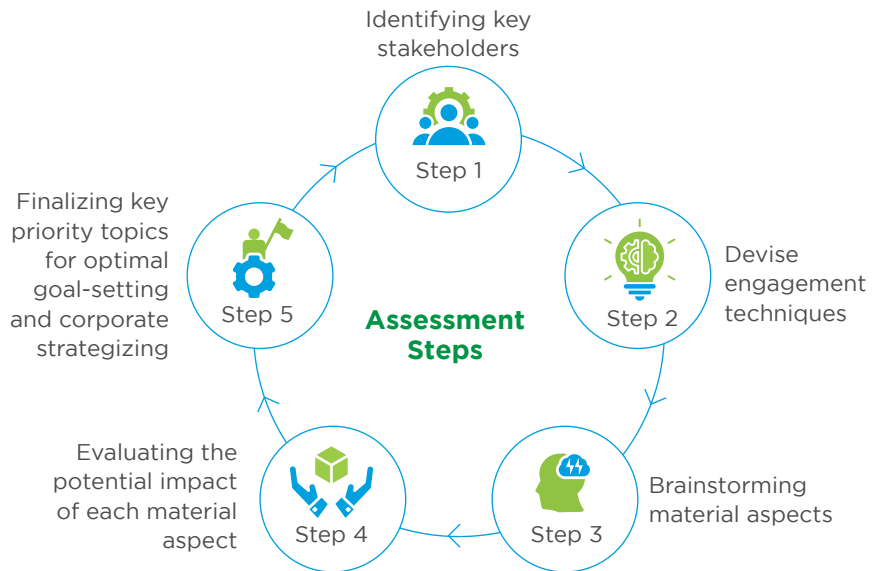 Identifying key
stakeholders
Step 1
Devise
engagement
techniques
Step 2
Brainstorming
material aspects
Step 3
Evaluating the
potential impact
of each material
aspect
Step 4
Finalizing key
priority topics
for optimal
goal-setting
and corporate
strategizing
Step 5
Assessment
Steps